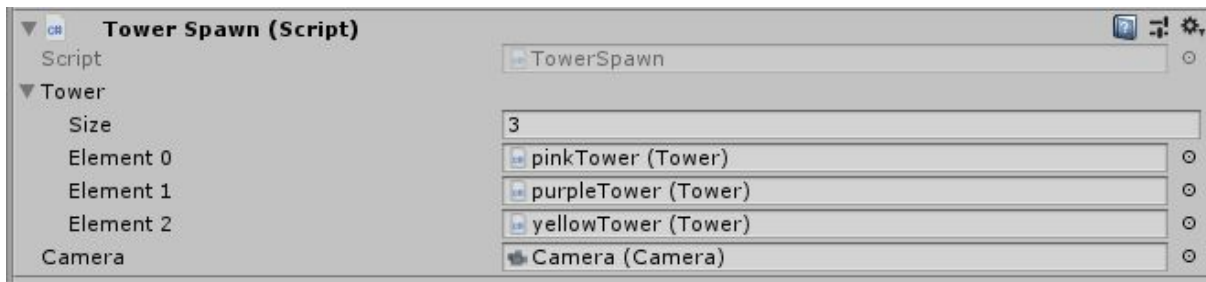 Tower Spawn (Script)
Script TowerSpawn
Tower
Size 3
Element 0 pinkTower (Tower)
Element 1 purpleTower (Tower)
Element 2 yellowTower (Tower)
Camera Camera (Camera)